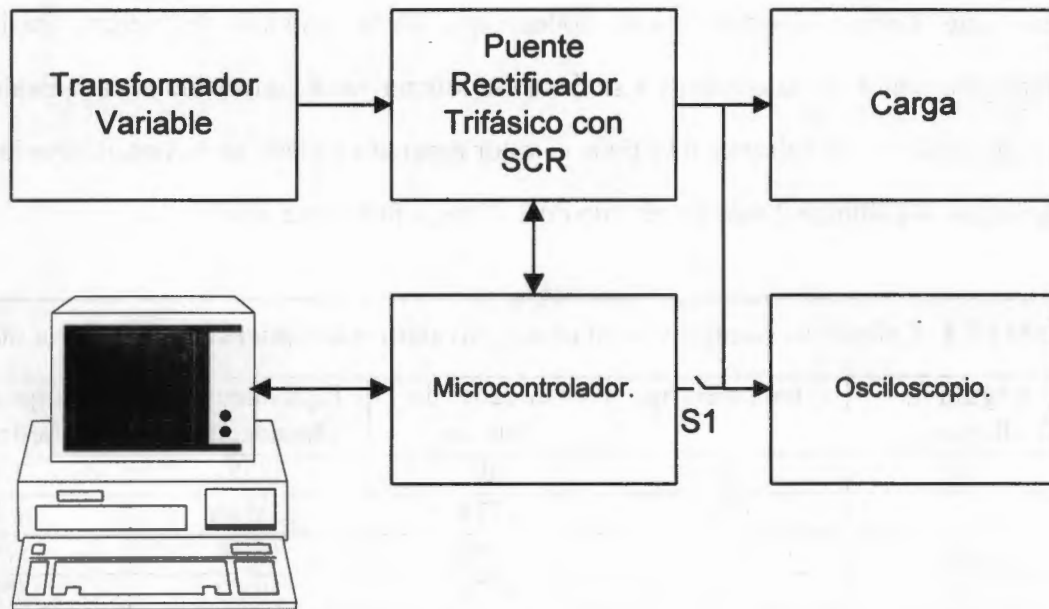 Transformador
Variable
Puente
Rectificador
Trifásico con
SCR
Carga
Microcontrolador.
S1
Osciloscopio.